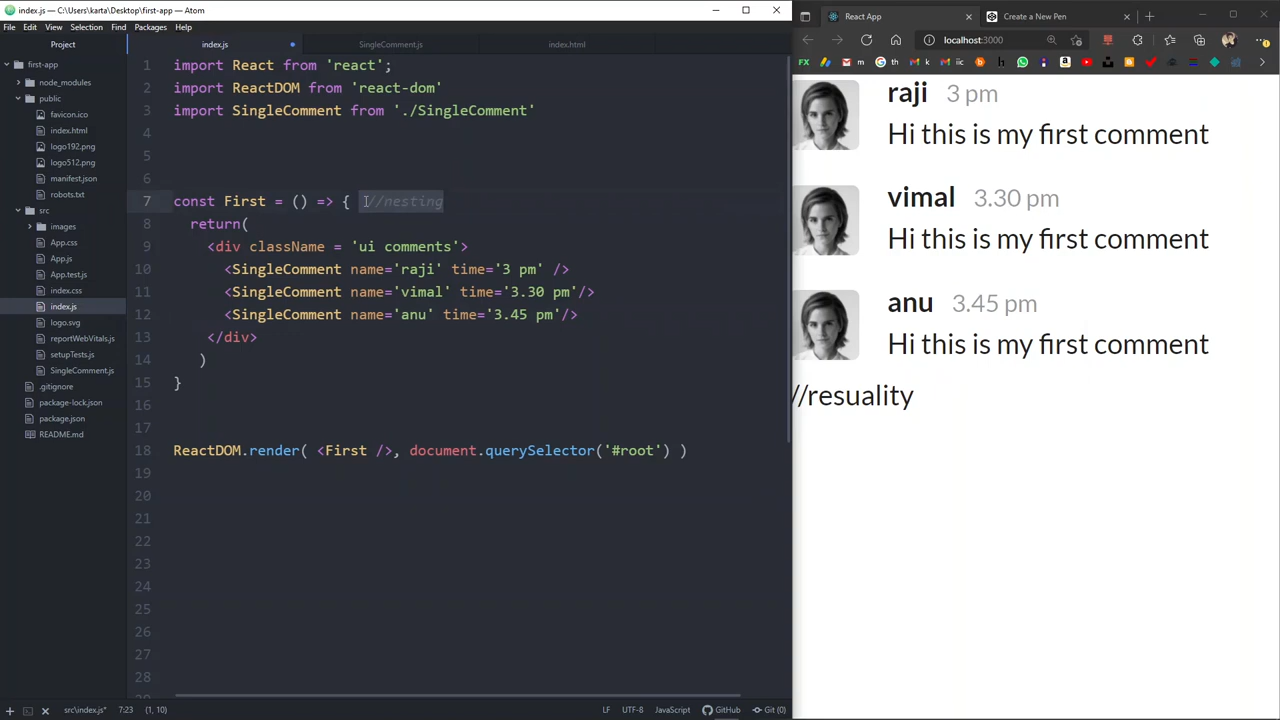 index.js — C:\Users\karta\Desktop\first-app — Atom
File Edit View Selection Find Packages Help
Project
first-app
node_modules
public
favicon.ico
index.html
logo192.png
logo512.png
manifest.json
robots.txt
src
images
App.css
App.js
App.test.js
index.css
index.js
logo.svg
reportWebVitals.js
setupTests.js
SingleComment.js
.gitignore
package-lock.json
package.json
README.md
index.js SingleComment.js index.html
1 import React from 'react';
2 import ReactDOM from 'react-dom'
3 import SingleComment from './SingleComment'
4
5
6
7 const First = () => { //nesting
8 return(
9 <div className = 'ui comments'>
10 <SingleComment name='raji' time='3 pm' />
11 <SingleComment name='vimal' time='3.30 pm'/>
12 <SingleComment name='anu' time='3.45 pm'/>
13 </div>
14 )
15 }
16
17
18 ReactDOM.render( <First />, document.querySelector('#root') )
19
20
21
22
23
24
25
26
27
28
src\index.js* 7:23 (1, 10) LF UTF-8 JavaScript GitHub Git (0)
React App Create a New Pen
localhost:3000
FX m th k iic b h
raji 3 pm
Hi this is my first comment
vimal 3.30 pm
Hi this is my first comment
anu 3.45 pm
Hi this is my first comment
//resuality